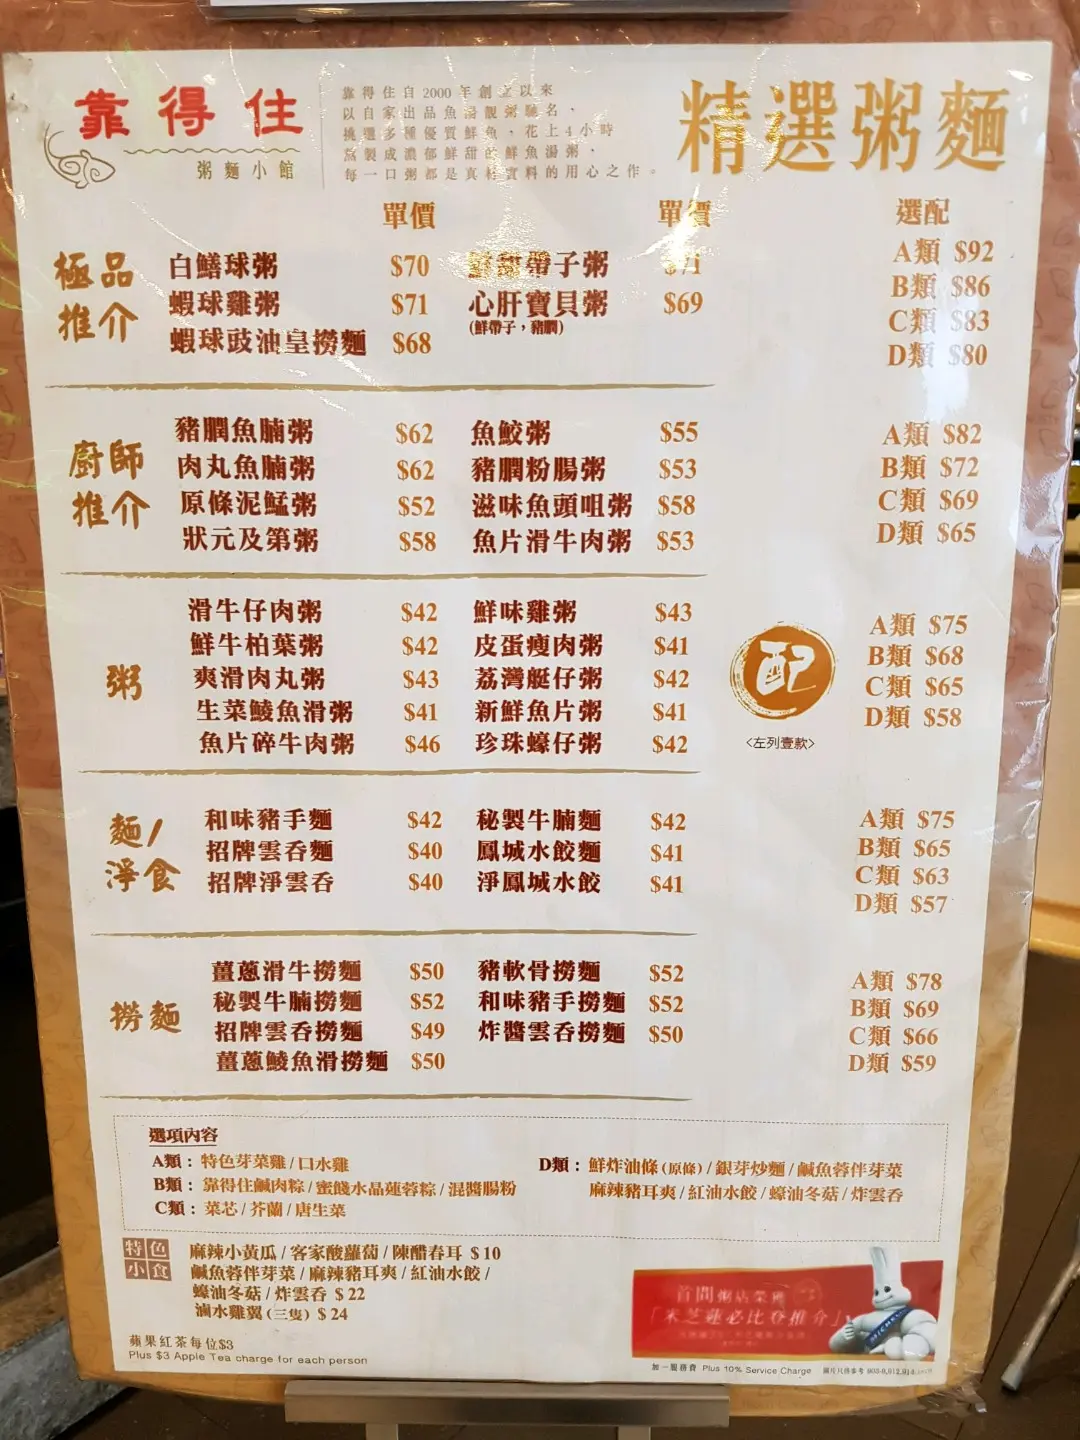 靠得住
粥麵小館
靠得住自2000年創立以來
以自家出品魚湯靚粥馳名、
挑選多種優質鮮魚,花上4小時
熬製成濃郁鮮甜的鮮魚湯粥、
每一口粥都是真材實料的用心之作。
精選粥麵
單價 單價 選配
極品推介
白鱔球粥 $70 鮮甜帶子粥 $71
蝦球雞粥 $71 心肝寶貝粥 $69
(鮮帶子,豬膶)
蝦球豉油皇撈麵 $68
A類 $92
B類 $86
C類 $83
D類 $80
廚師推介
豬膶魚腩粥 $62 魚鮫粥 $55
肉丸魚腩粥 $62 豬膶粉腸粥 $53
原條泥鯭粥 $52 滋味魚頭咀粥 $58
狀元及第粥 $58 魚片滑牛肉粥 $53
A類 $82
B類 $72
C類 $69
D類 $65
粥
滑牛仔肉粥 $42 鮮味雞粥 $43
鮮牛柏葉粥 $42 皮蛋瘦肉粥 $41
爽滑肉丸粥 $43 荔灣艇仔粥 $42
生菜鯪魚滑粥 $41 新鮮魚片粥 $41
魚片碎牛肉粥 $46 珍珠蠔仔粥 $42
配
<左列壹款>
A類 $75
B類 $68
C類 $65
D類 $58
麵/淨食
和味豬手麵 $42 秘製牛腩麵 $42
招牌雲吞麵 $40 鳳城水餃麵 $41
招牌淨雲吞 $40 淨鳳城水餃 $41
A類 $75
B類 $65
C類 $63
D類 $57
撈麵
薑蔥滑牛撈麵 $50 豬軟骨撈麵 $52
秘製牛腩撈麵 $52 和味豬手撈麵 $52
招牌雲吞撈麵 $49 炸醬雲吞撈麵 $50
薑蔥鯪魚滑撈麵 $50
A類 $78
B類 $69
C類 $66
D類 $59
選項內容
A類:特色芽菜雞/口水雞
B類:靠得住鹹肉粽/蜜餞水晶蓮蓉粽/混醬腸粉
C類:菜芯/芥蘭/唐生菜
D類:鮮炸油條(原條)/銀芽炒麵/鹹魚蓉伴芽菜
麻辣豬耳爽/紅油水餃/蠔油冬菇/炸雲吞
特色小食
麻辣小黃瓜/客家酸蘿蔔/陳醋春耳 $10
鹹魚蓉伴芽菜/麻辣豬耳爽/紅油水餃/
蠔油冬菇/炸雲吞 $22
滷水雞翼(三隻) $24
蘋果紅茶每位$3
Plus $3 Apple Tea charge for each person
首間粥店榮獲
「米芝蓮必比登推介」
MICHELIN
加一服務費 Plus 10% Service Charge 圖片只供參考